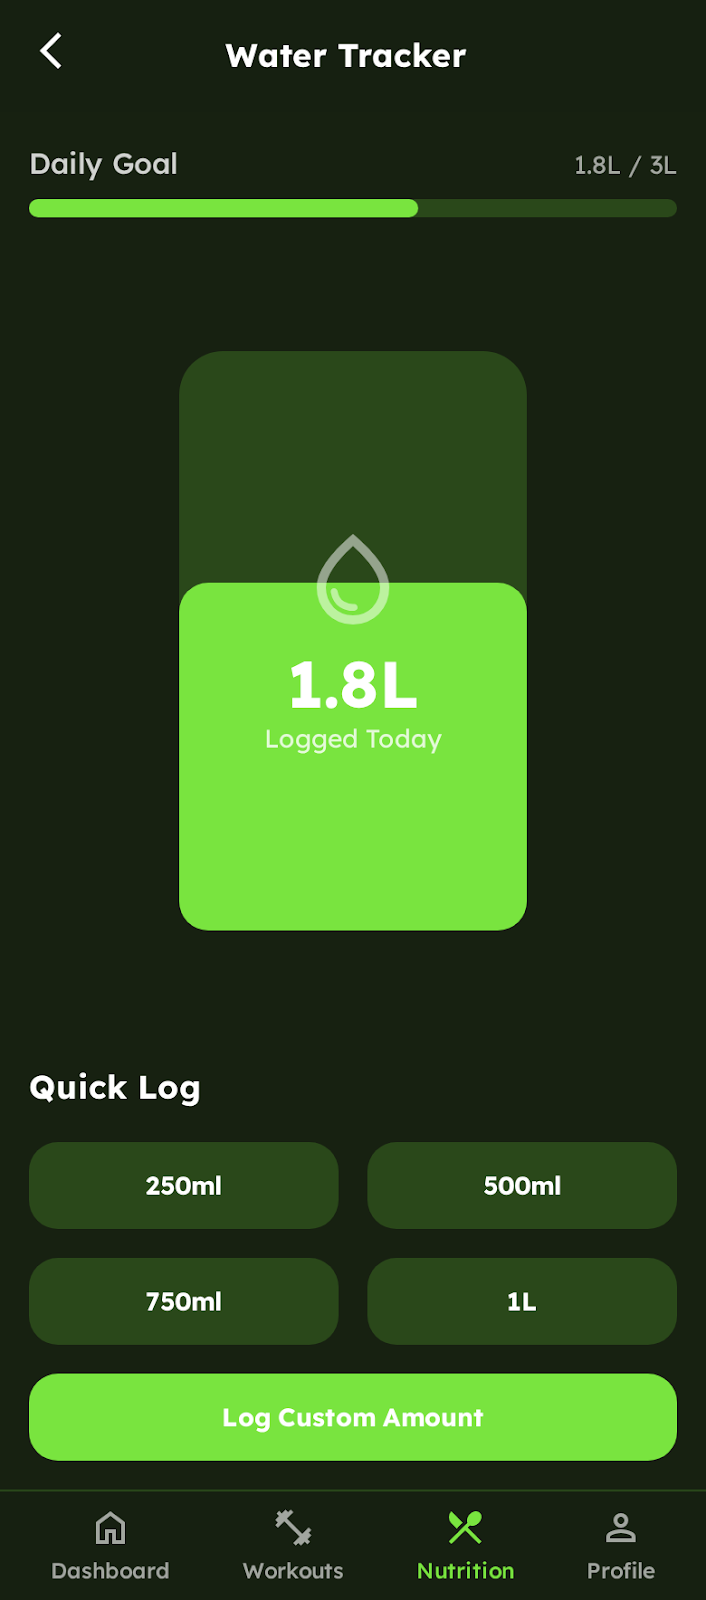 Water Tracker
Daily Goal 1.8L / 3L
1.8L
Logged Today
Quick Log
250ml 500ml
750ml 1L
Log Custom Amount
Dashboard Workouts Nutrition Profile